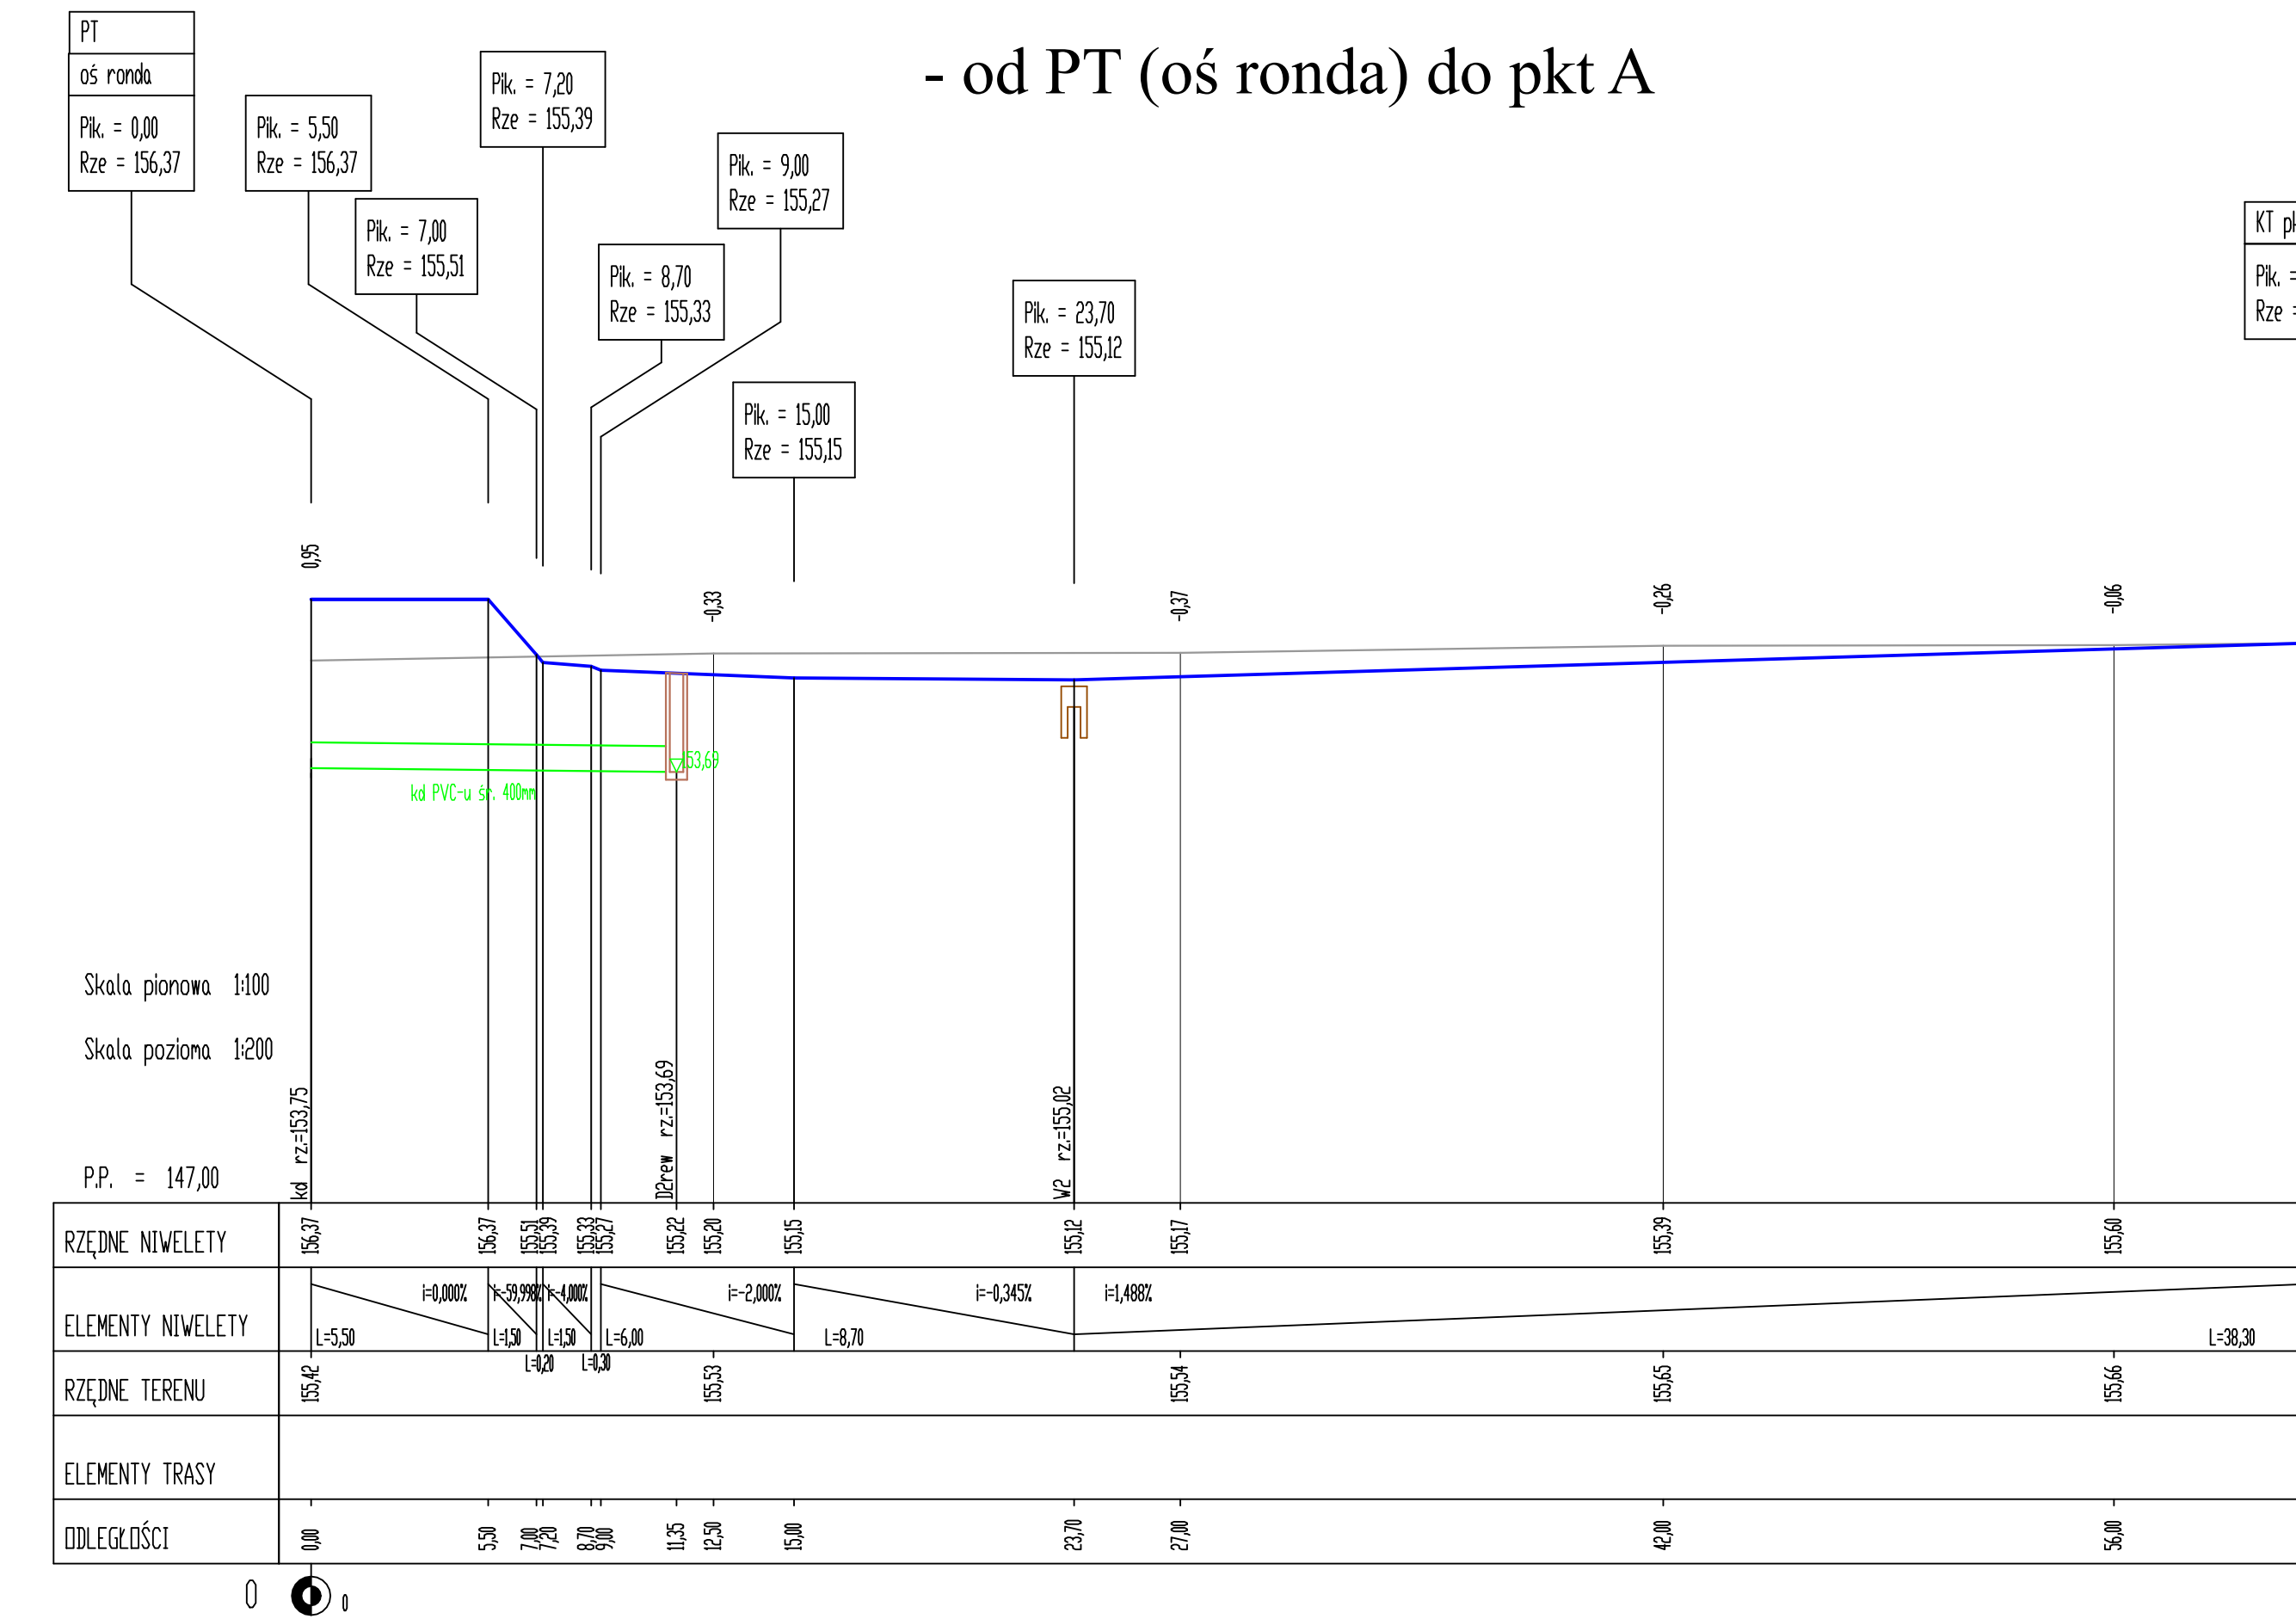 - od PT (oś ronda) do pkt A
PT
oś ronda
Pik. = 0,00
Rze = 156,37
Pik. = 5,50
Rze = 156,37
Pik. = 7,00
Rze = 155,51
Pik. = 7,20
Rze = 155,39
Pik. = 8,70
Rze = 155,33
Pik. = 9,00
Rze = 155,27
Pik. = 15,00
Rze = 155,15
Pik. = 23,70
Rze = 155,12
KT
Pik. =
Rze =
0,95
-0,33
-0,37
-0,26
-0,06
153,69
kd PVC-u śr. 400mm
Skala pionowa 1:100
Skala pozioma 1:200
P.P. = 147,00
kd rz.=153,75
D2rew rz.=153,69
W2 rz.=155,02
RZĘDNE NIWELETY
156,37 156,37 155,51 155,39 155,33 155,27 155,22 155,20 155,15 155,12 155,17 155,39 155,60
ELEMENTY NIWELETY
i=0,000% i=-59,998% i=-4,000% i=-2,000% i=-0,345% i=1,488%
L=5,50 L=1,50 L=1,50 L=6,00 L=8,70 L=38,30
L=0,20 L=0,30
RZĘDNE TERENU
155,42 155,53 155,54 155,65 155,66
ELEMENTY TRASY
ODLEGŁOŚCI
0,00 5,50 7,00 7,20 8,70 9,00 11,35 12,50 15,00 23,70 27,00 42,00 56,00
0 0